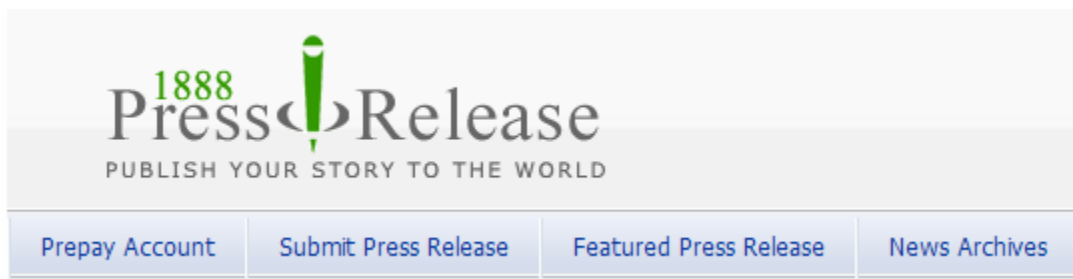 1888
Press Release
PUBLISH YOUR STORY TO THE WORLD
Prepay Account Submit Press Release Featured Press Release News Archives